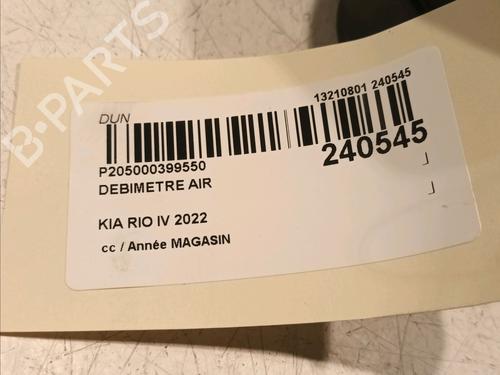 B-PARTS
DUN
13210801 240545
P205000399550
240545
DEBIMETRE AIR
KIA RIO IV 2022
cc / Année MAGASIN